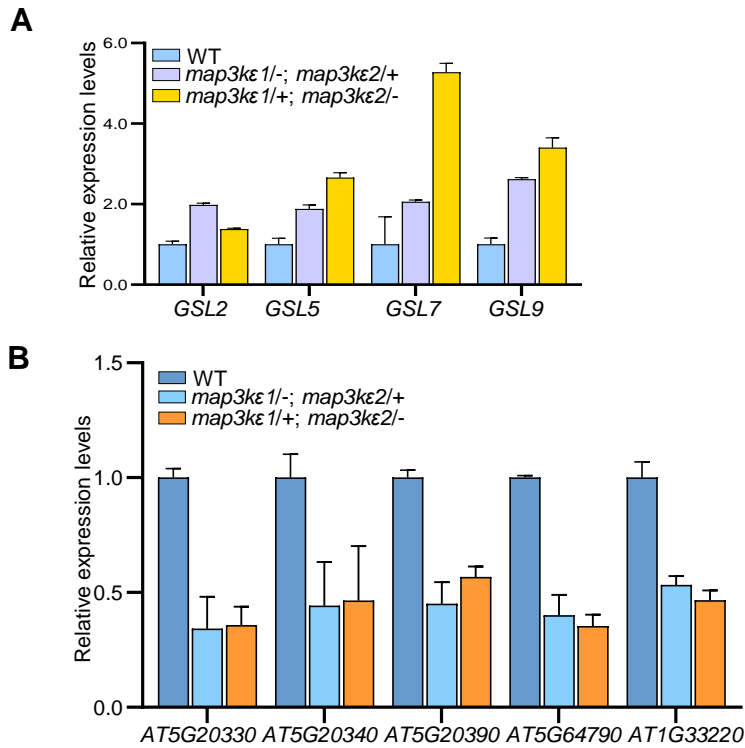 A
Relative expression levels
6.0
4.0
2.0
0.0
WT
map3kε1/-; map3kε2/+
map3kε1/+; map3kε2/-
GSL2 GSL5 GSL7 GSL9
B
Relative expression levels
1.5
1.0
0.5
0.0
WT
map3kε1/-; map3kε2/+
map3kε1/+; map3kε2/-
AT5G20330 AT5G20340 AT5G20390 AT5G64790 AT1G33220